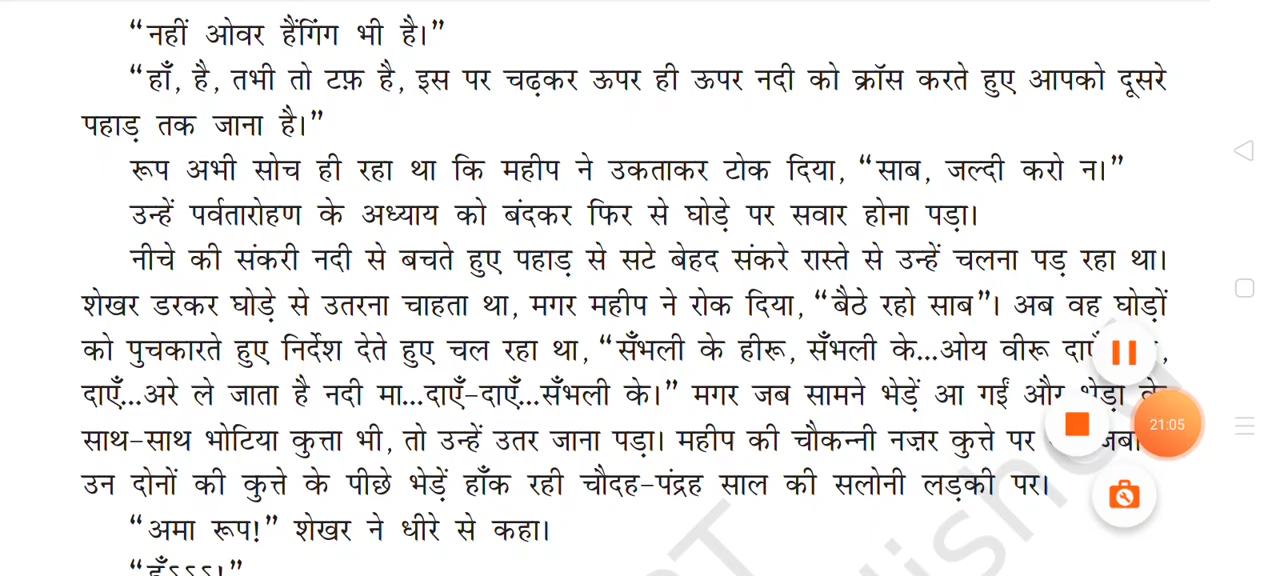 “नहीं ओवर हैंगिंग भी है।”
“हाँ, है, तभी तो टफ़ है, इस पर चढ़कर ऊपर ही ऊपर नदी को क्रॉस करते हुए आपको दूसरे
पहाड़ तक जाना है।”
रूप अभी सोच ही रहा था कि महीप ने उकताकर टोक दिया, “साब, जल्दी करो न।”
उन्हें पर्वतारोहण के अध्याय को बंदकर फिर से घोड़े पर सवार होना पड़ा।
नीचे की संकरी नदी से बचते हुए पहाड़ से सटे बेहद संकरे रास्ते से उन्हें चलना पड़ रहा था।
शेखर डरकर घोड़े से उतरना चाहता था, मगर महीप ने रोक दिया, “बैठे रहो साब”। अब वह घोड़ों
को पुचकारते हुए निर्देश देते हुए चल रहा था, “सँभली के हीरू, सँभली के...ओय वीरू
दाएँ...अरे ले जाता है नदी मा...दाएँ-दाएँ...सँभली के।” मगर जब सामने भेड़ें आ गईं और
साथ-साथ भोटिया कुत्ता भी, तो उन्हें उतर जाना पड़ा। महीप की चौकन्नी नज़र कुत्ते पर
उन दोनों की कुत्ते के पीछे भेड़ें हाँक रही चौदह-पंद्रह साल की सलोनी लड़की पर।
“अमा रूप!” शेखर ने धीरे से कहा।
“हूँऽऽऽऽ!”
21:05